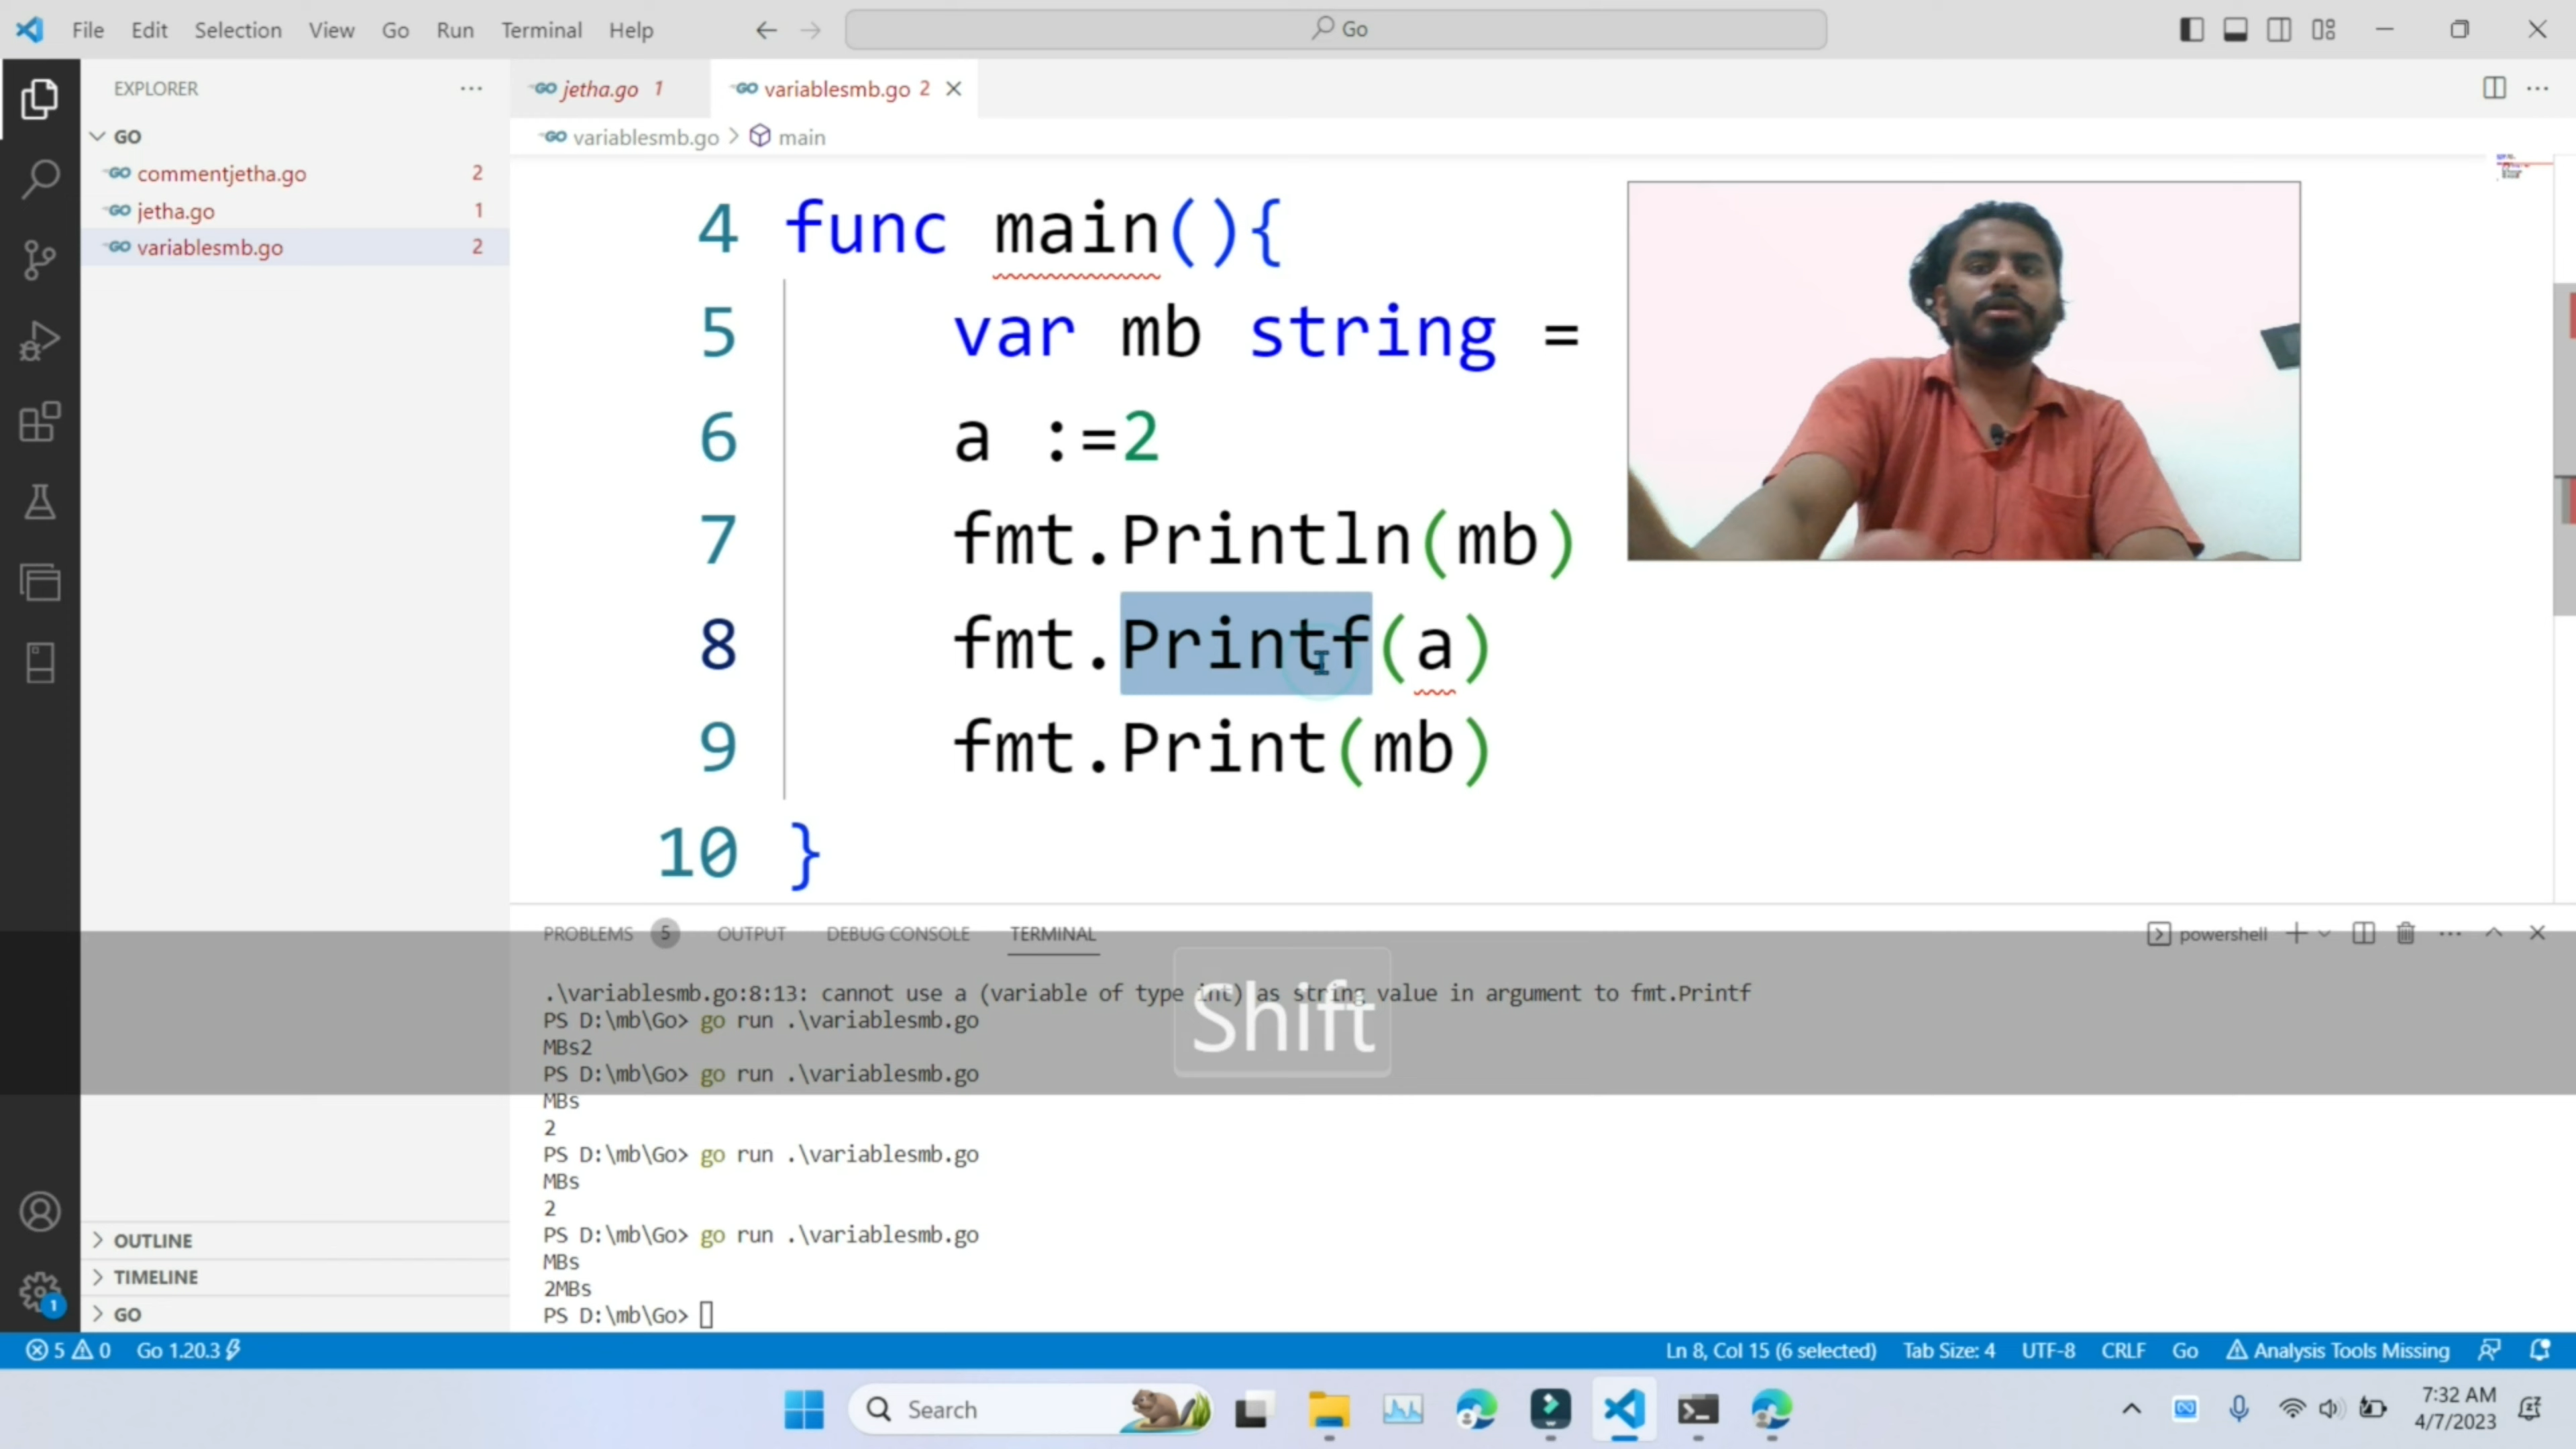 File Edit Selection View Go Run Terminal Help
Go
EXPLORER
GO
commentjetha.go 2
jetha.go 1
variablesmb.go 2
OUTLINE
TIMELINE
GO
jetha.go 1
variablesmb.go 2
variablesmb.go > main
4 func main(){
5 var mb string =
6 a :=2
7 fmt.Println(mb)
8 fmt.Printf(a)
9 fmt.Print(mb)
10 }
PROBLEMS 5 OUTPUT DEBUG CONSOLE TERMINAL
powershell
.\variablesmb.go:8:13: cannot use a (variable of type int) as string value in argument to fmt.Printf
PS D:\mb\Go> go run .\variablesmb.go
MBs2
PS D:\mb\Go> go run .\variablesmb.go
MBs
2
PS D:\mb\Go> go run .\variablesmb.go
MBs
2
PS D:\mb\Go> go run .\variablesmb.go
MBs
2MBs
PS D:\mb\Go>
Shift
1
5 0 Go 1.20.3
Ln 8, Col 15 (6 selected) Tab Size: 4 UTF-8 CRLF Go Analysis Tools Missing
Search
7:32 AM
4/7/2023